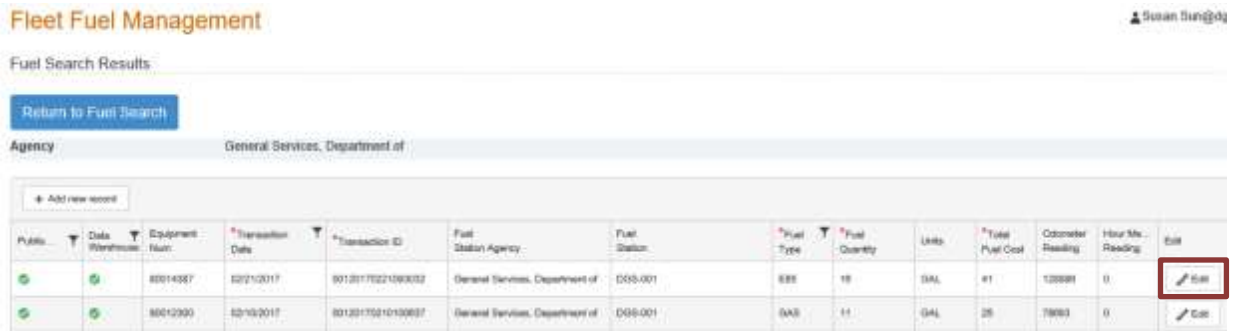 Fleet Fuel Management
Susan Sun@dg
Fuel Search Results
Return to Fuel Search
Agency General Services, Department of
+ Add new record
Public... Data Warehouse Equipment Num *Transaction Date *Transaction ID Fuel Station Agency Fuel Station *Fuel Type *Fuel Quantity Units *Total Fuel Cost Odometer Reading Hour Me... Reading Edit
02/21/2017 General Services, Department of DGS-001 GAL 41 0 Edit
02/10/2017 General Services, Department of DGS-001 GAS 11 GAL 0 Edit